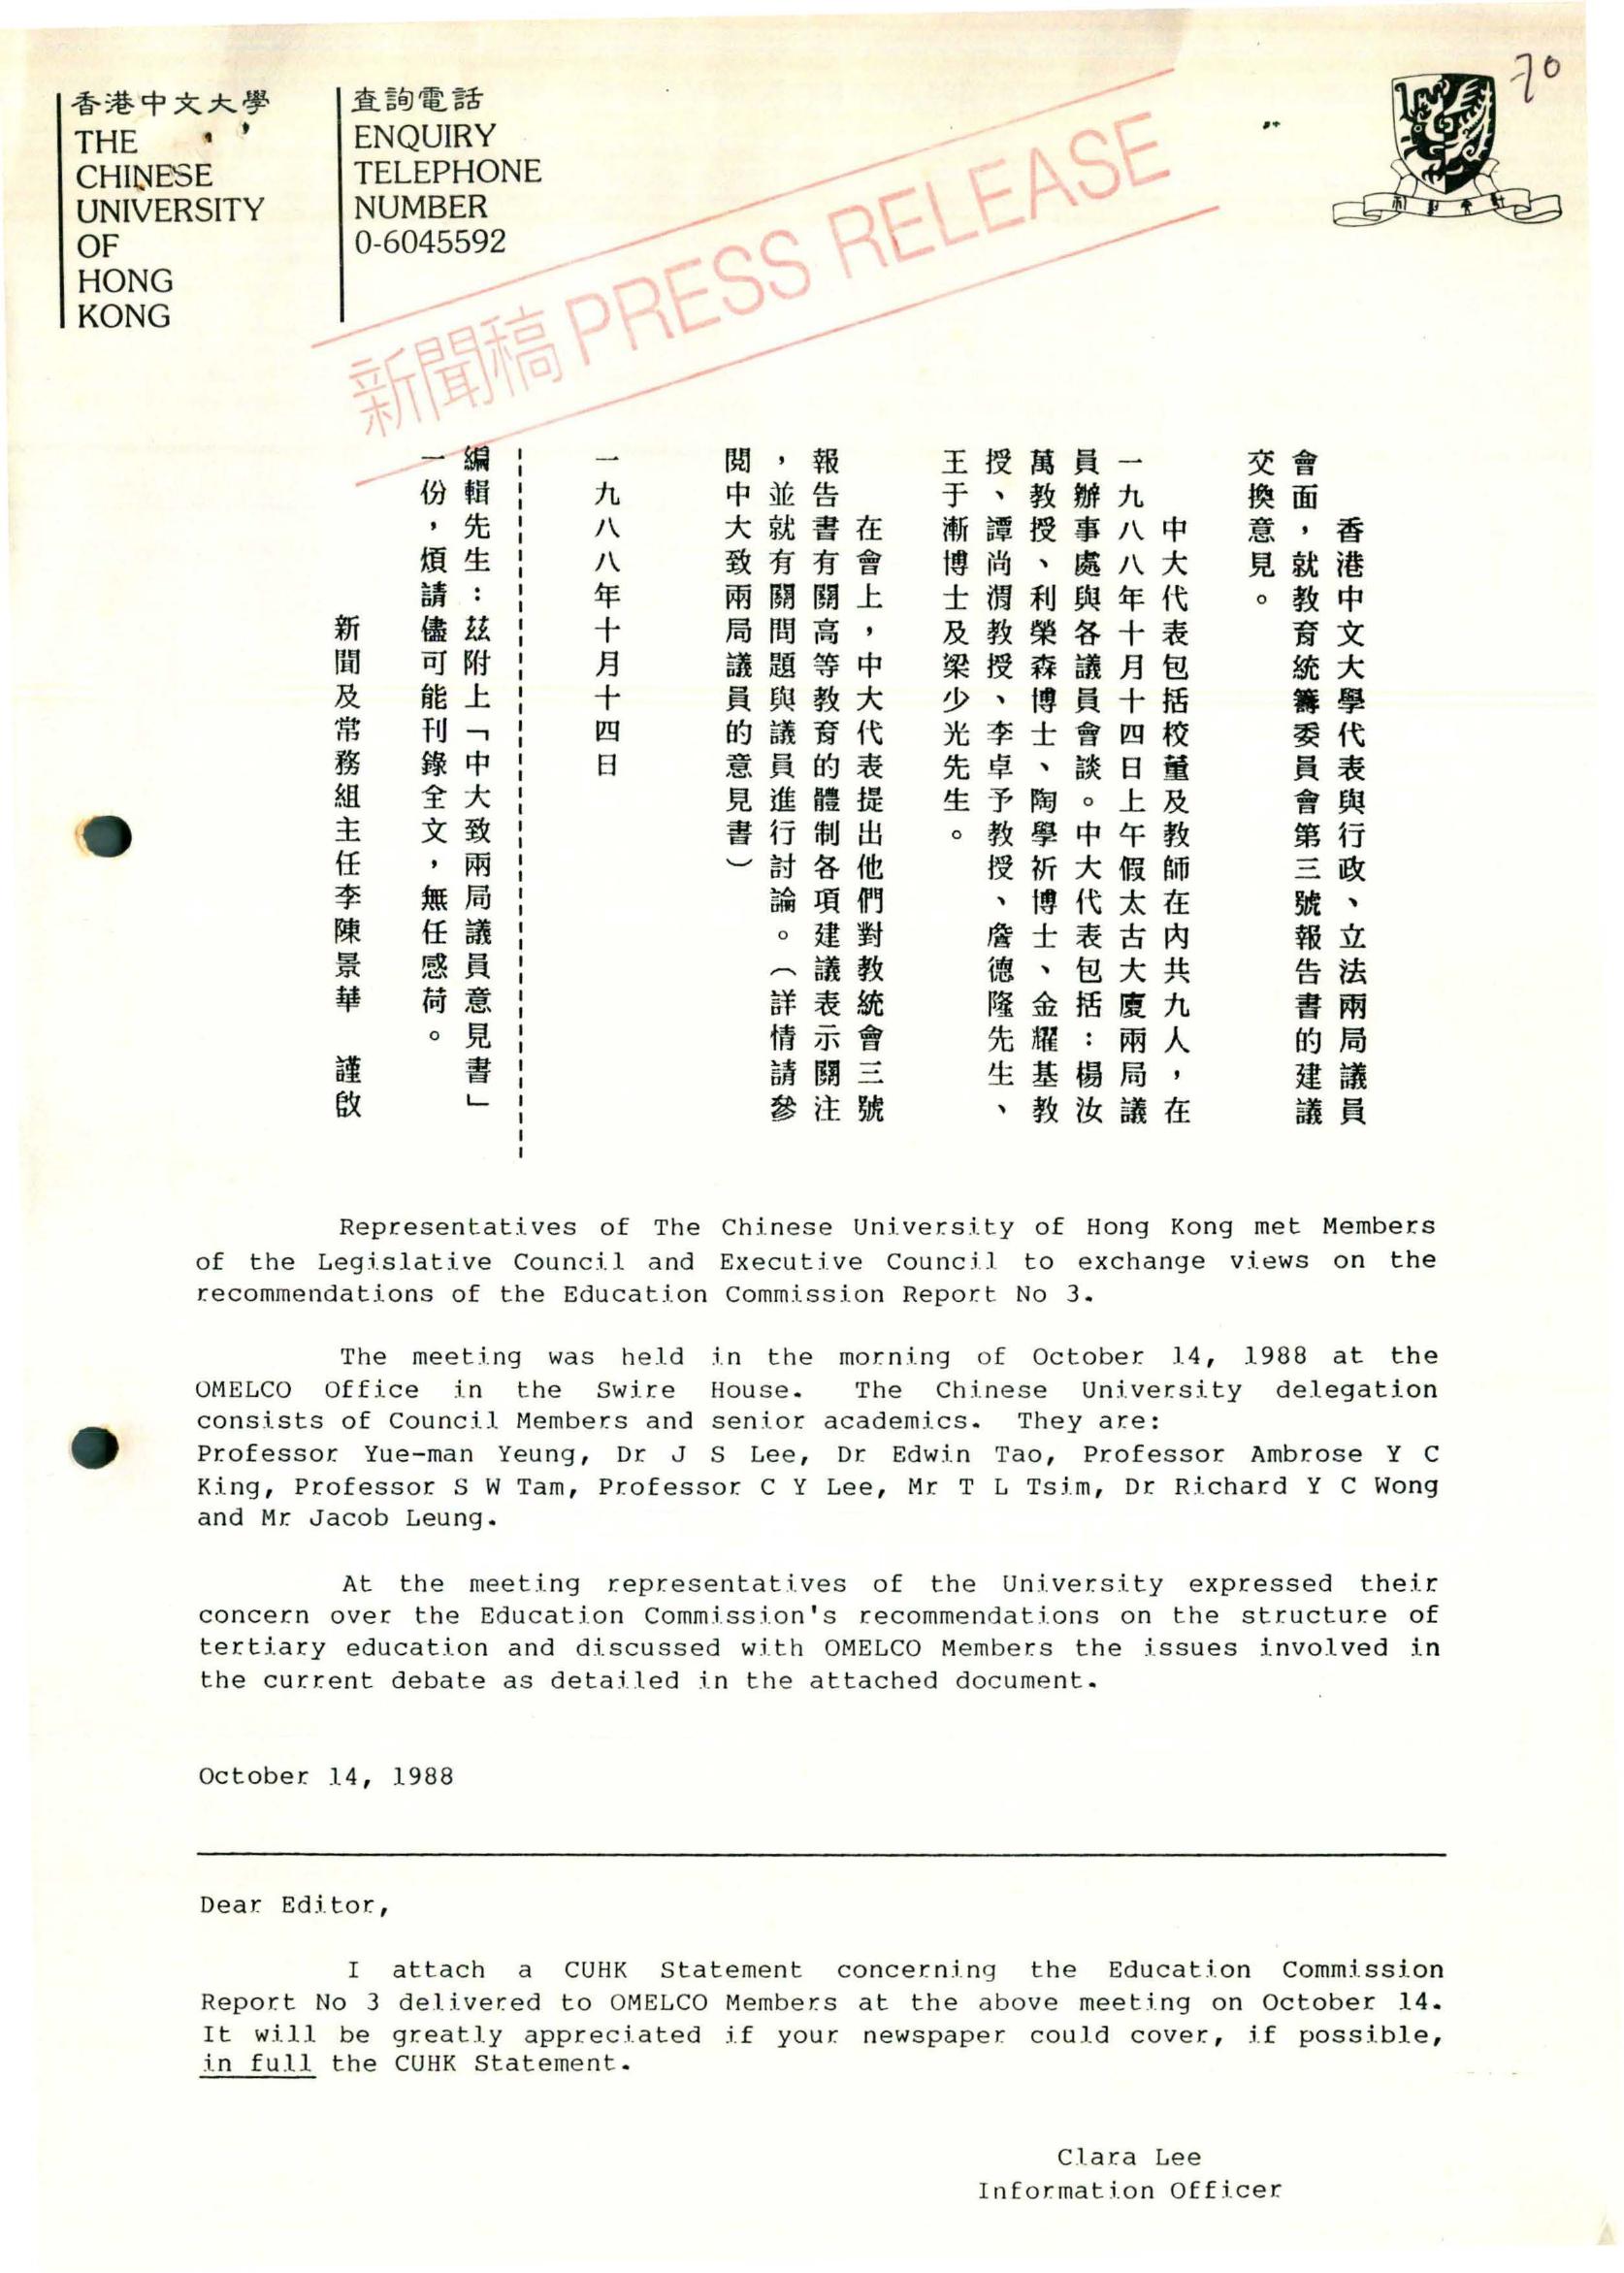 香港中文大學
THE
CHINESE
UNIVERSITY
OF
HONG
KONG
查詢電話
ENQUIRY
TELEPHONE
NUMBER
0-6045592
70
新聞稿 PRESS RELEASE
香港中文大學代表與行政、立法兩局議員
會面，就教育統籌委員會第三號報告書的建議
交換意見。
中大代表包括校董及教師在內共九人，在
一九八八年十月十四日上午假太古大廈兩局議
員辦事處與各議員會談。中大代表包括：楊汝
萬教授、利榮森博士、陶學祈博士、金耀基教
授、譚尚渭教授、李卓予教授、詹德隆先生、
王于漸博士及梁少光先生。
在會上，中大代表提出他們對教統會三號
報告書有關高等教育的體制各項建議表示關注
，並就有關問題與議員進行討論。（詳情請參
閱中大致兩局議員的意見書）
一九八八年十月十四日
編輯先生：茲附上「中大致兩局議員意見書」
一份，煩請儘可能刊錄全文，無任感荷。
新聞及常務組主任李陳景華 謹啟
Representatives of The Chinese University of Hong Kong met Members
of the Legislative Council and Executive Council to exchange views on the
recommendations of the Education Commission Report No 3.
The meeting was held in the morning of October 14, 1988 at the
OMELCO Office in the Swire House. The Chinese University delegation
consists of Council Members and senior academics. They are:
Professor Yue-man Yeung, Dr J S Lee, Dr Edwin Tao, Professor Ambrose Y C
King, Professor S W Tam, Professor C Y Lee, Mr T L Tsim, Dr Richard Y C Wong
and Mr Jacob Leung.
At the meeting representatives of the University expressed their
concern over the Education Commission's recommendations on the structure of
tertiary education and discussed with OMELCO Members the issues involved in
the current debate as detailed in the attached document.
October 14, 1988
Dear Editor,
I attach a CUHK Statement concerning the Education Commission
Report No 3 delivered to OMELCO Members at the above meeting on October 14.
It will be greatly appreciated if your newspaper could cover, if possible,
in full the CUHK Statement.
Clara Lee
Information Officer